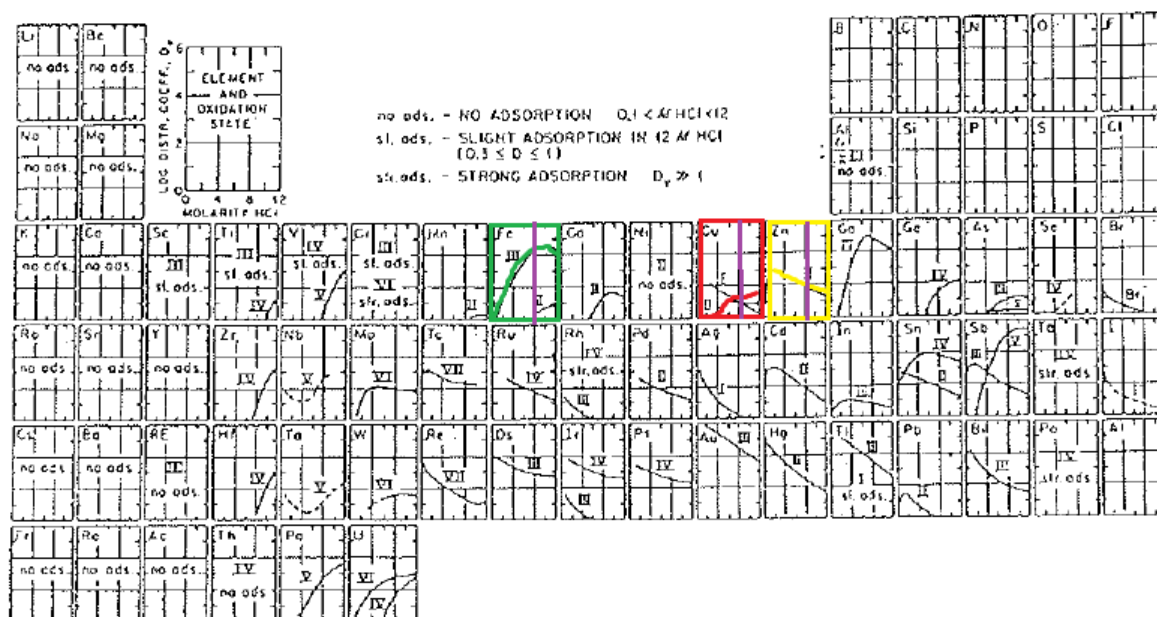 Li Be B C N O F
no ads. no ads.
LOG DISTR. COEFF., Dv
6
4
2
0
ELEMENT
AND
OXIDATION
STATE
0 4 8 12
MOLARITY HCl
no ads. - NO ADSORPTION 0.1 < M HCl < 12
sl. ads. - SLIGHT ADSORPTION IN 12 M HCl
(0.3 ≤ D ≤ 1)
str. ads. - STRONG ADSORPTION Dv ≫ 1
Na Mg Al Si P S Cl
no ads. no ads. III no ads.
K Ca Sc Ti V Cr Mn Fe Co Ni Cu Zn Ga Ge As Se Br
no ads. no ads. III sl. ads. III sl. ads. IV IV sl. ads. V III sl. ads. VI str. ads. II III II II II no ads. I II II III IV V III IV Br
Rb Sr Y Zr Nb Mo Tc Ru Rh Pd Ag Cd In Sn Sb Te I
no ads. no ads. no ads. IV V VI VII IV IV str. ads. III II I II III IV II III V IV str. ads.
Cs Ba RE Hf Ta W Re Os Ir Pt Au Hg Tl Pb Bi Po At
no ads. no ads. III no ads. IV V VI VII III IV III IV III II III I sl. ads. II III IV str. ads.
Fr Ra Ac Th Pa U
no ads. no ads. no ads. IV no ads. V VI IV